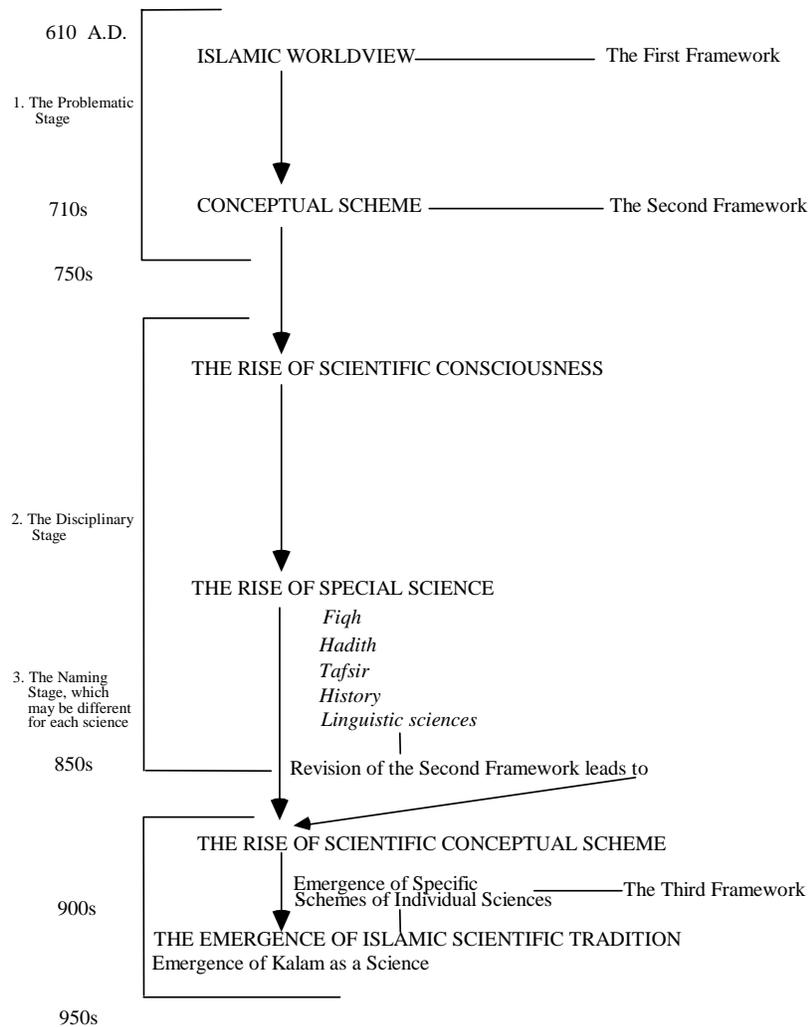 610 A.D.
ISLAMIC WORLDVIEW
The First Framework
1. The Problematic
Stage
710s
CONCEPTUAL SCHEME
The Second Framework
750s
THE RISE OF SCIENTIFIC CONSCIOUSNESS
2. The Disciplinary
Stage
THE RISE OF SPECIAL SCIENCE
Fiqh
Hadith
Tafsir
History
Linguistic sciences
3. The Naming
Stage, which
may be different
for each science
850s
Revision of the Second Framework leads to
THE RISE OF SCIENTIFIC CONCEPTUAL SCHEME
Emergence of Specific
Schemes of Individual Sciences
The Third Framework
900s
THE EMERGENCE OF ISLAMIC SCIENTIFIC TRADITION
Emergence of Kalam as a Science
950s